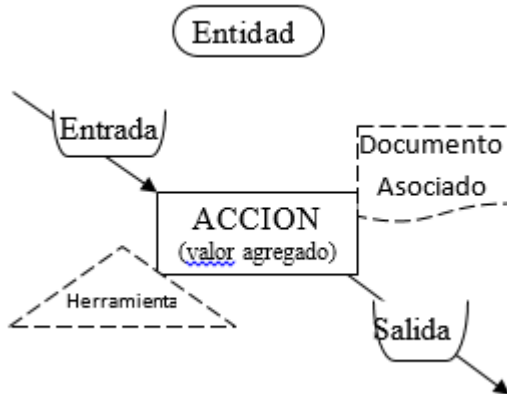 Entidad
Entrada
Documento
Asociado
ACCION
(valor agregado)
Herramienta
Salida